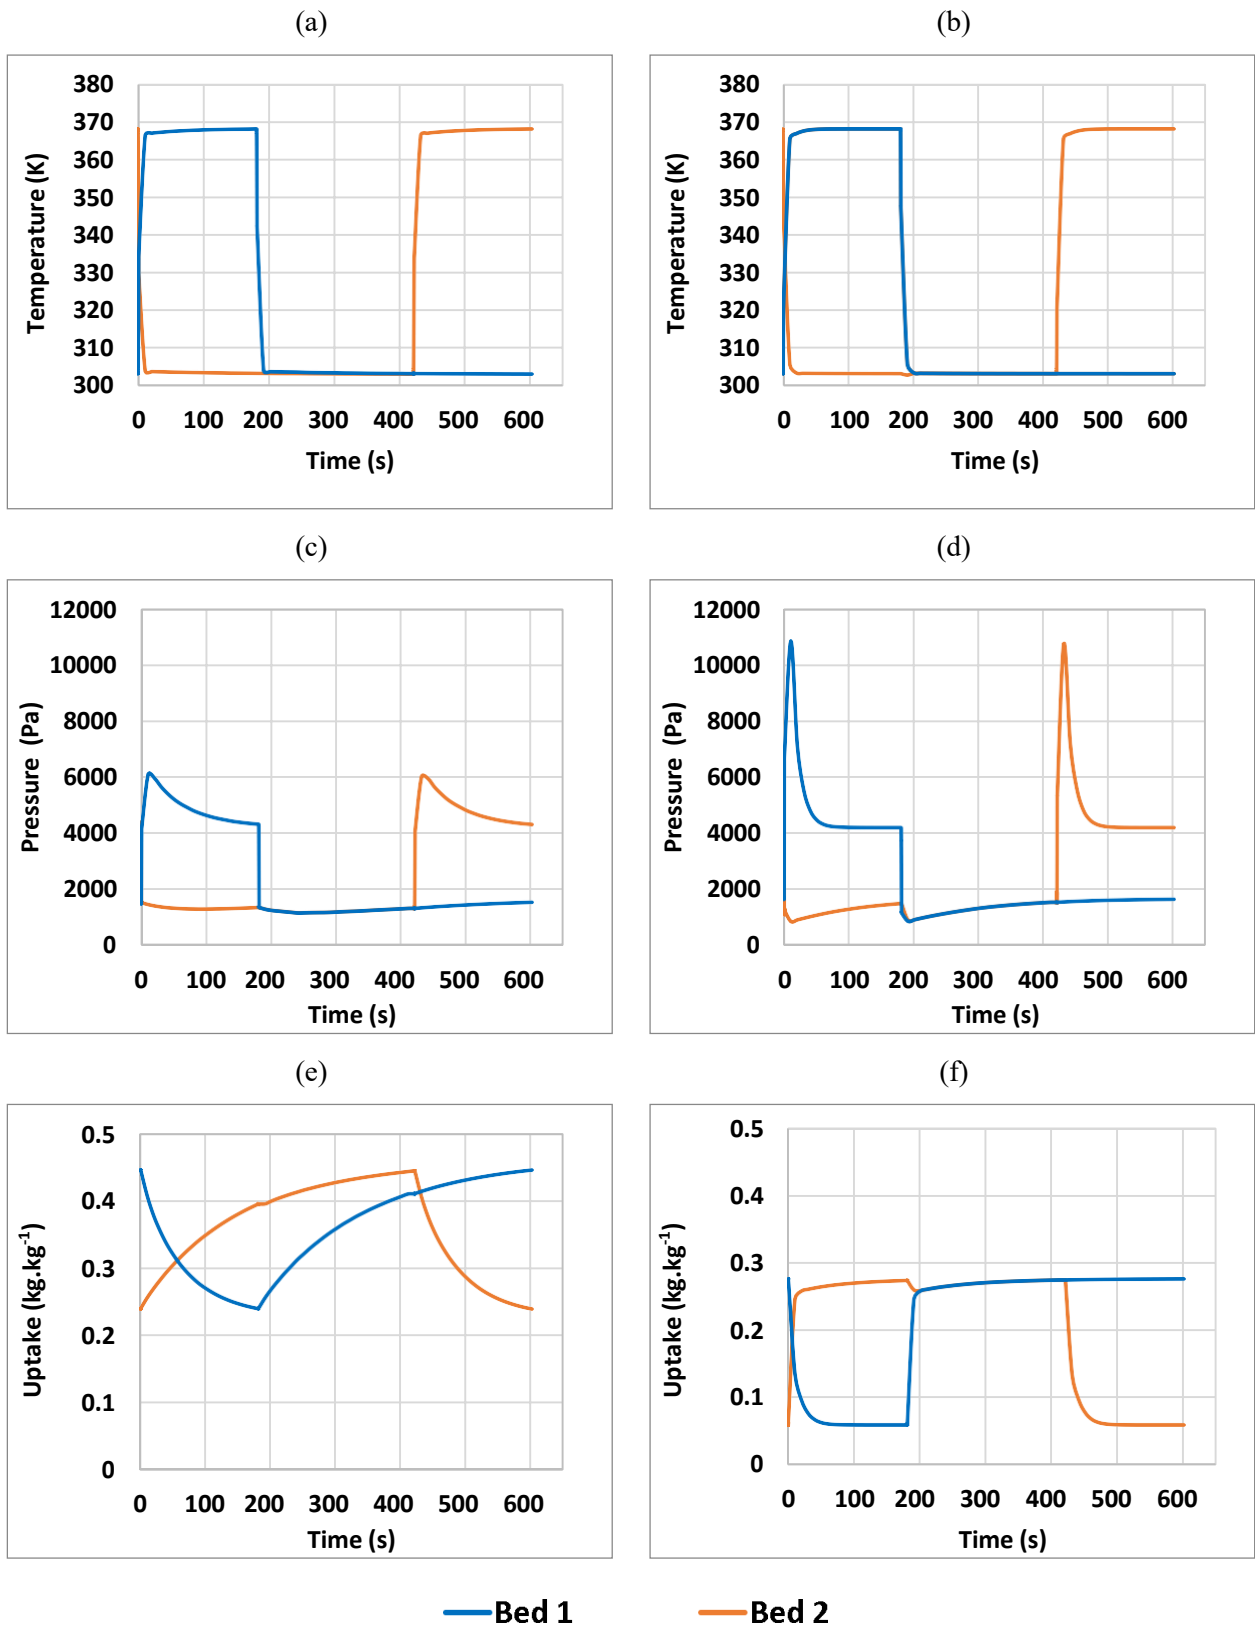 (a)
(b)
380
370
360
350
340
330
320
310
300
Temperature (K)
0 100 200 300 400 500 600
Time (s)
380
370
360
350
340
330
320
310
300
Temperature (K)
0 100 200 300 400 500 600
Time (s)
(c)
(d)
12000
10000
8000
6000
4000
2000
0
Pressure (Pa)
0 100 200 300 400 500 600
Time (s)
12000
10000
8000
6000
4000
2000
0
Pressure (Pa)
0 100 200 300 400 500 600
Time (s)
(e)
(f)
0.5
0.4
0.3
0.2
0.1
0
Uptake (kg.kg⁻¹)
0 100 200 300 400 500 600
Time (s)
0.5
0.4
0.3
0.2
0.1
0
Uptake (kg.kg⁻¹)
0 100 200 300 400 500 600
Time (s)
Bed 1
Bed 2